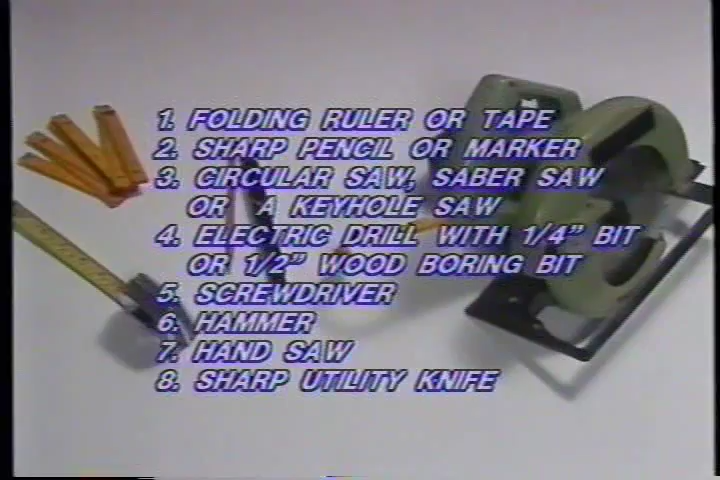 1. FOLDING RULER OR TAPE
2. SHARP PENCIL OR MARKER
3. CIRCULAR SAW, SABER SAW
OR A KEYHOLE SAW
4. ELECTRIC DRILL WITH 1/4" BIT
OR 1/2" WOOD BORING BIT
5. SCREWDRIVER
6. HAMMER
7. HAND SAW
8. SHARP UTILITY KNIFE